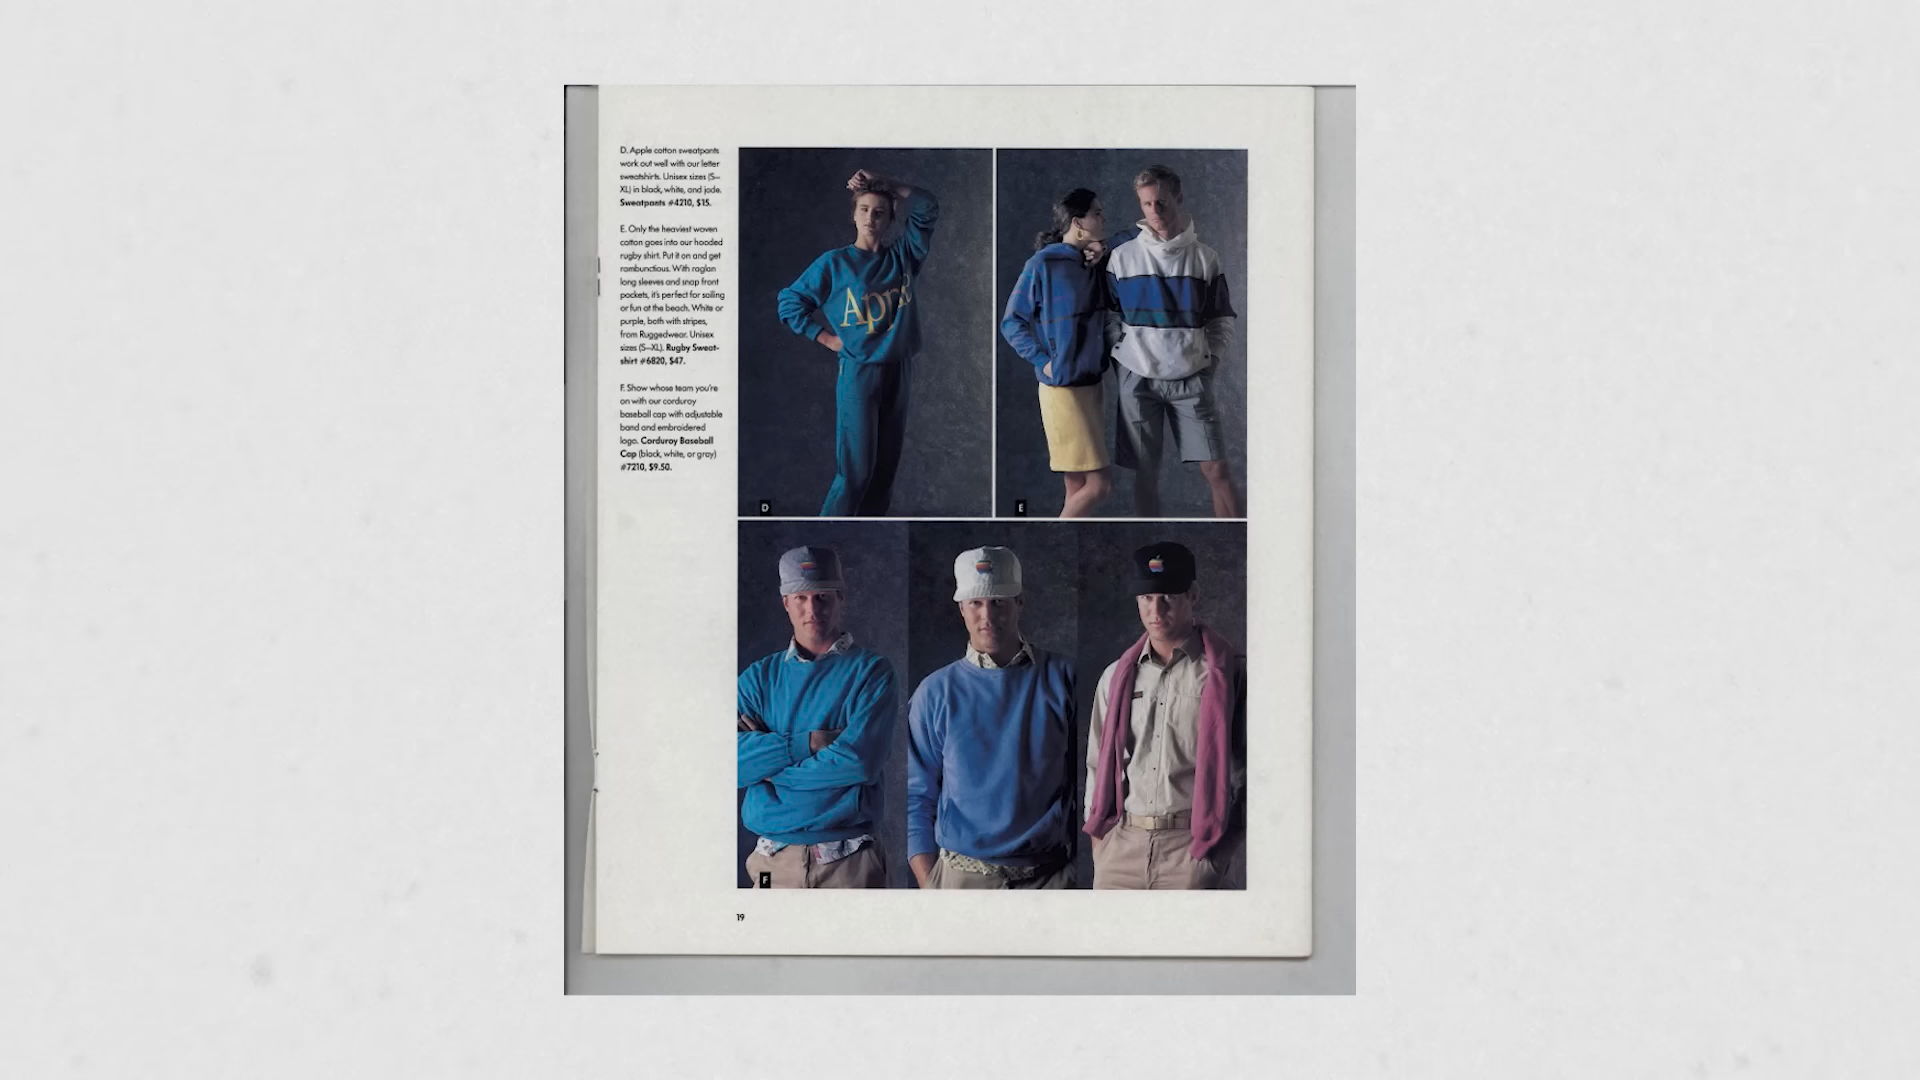 D. Apple cotton sweatpants
work out well with our letter
sweatshirts. Unisex sizes (S–
XL) in black, white, and jade.
Sweatpants #4210, $15.
E. Only the heaviest woven
cotton goes into our hooded
rugby shirt. Put it on and get
rambunctious. With raglan
long sleeves and snap front
pockets, it's perfect for sailing
or fun at the beach. White or
purple, both with stripes,
from Ruggedwear. Unisex
sizes (S–XL). Rugby Sweat-
shirt #6820, $47.
F. Show whose team you're
on with our corduroy
baseball cap with adjustable
band and embroidered
logo. Corduroy Baseball
Cap (black, white, or gray)
#7210, $9.50.
Apple
D
E
F
19